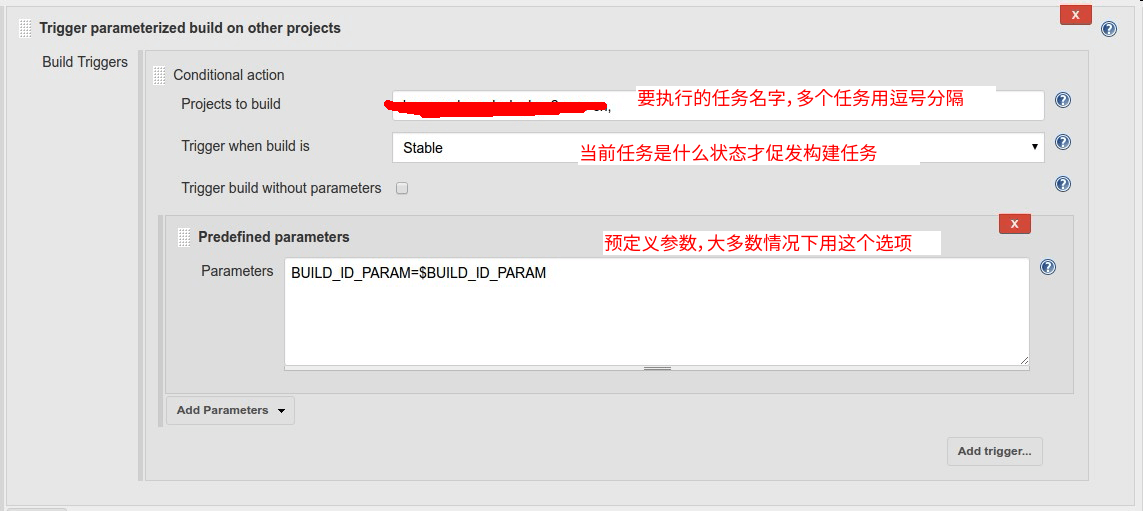 X
Trigger parameterized build on other projects
?
Build Triggers
Conditional action
Projects to build
要执行的任务名字,多个任务用逗号分隔
?
Trigger when build is
Stable
当前任务是什么状态才促发构建任务
?
Trigger build without parameters
?
X
Predefined parameters
预定义参数,大多数情况下用这个选项
Parameters
BUILD_ID_PARAM=$BUILD_ID_PARAM
?
Add Parameters
Add trigger...